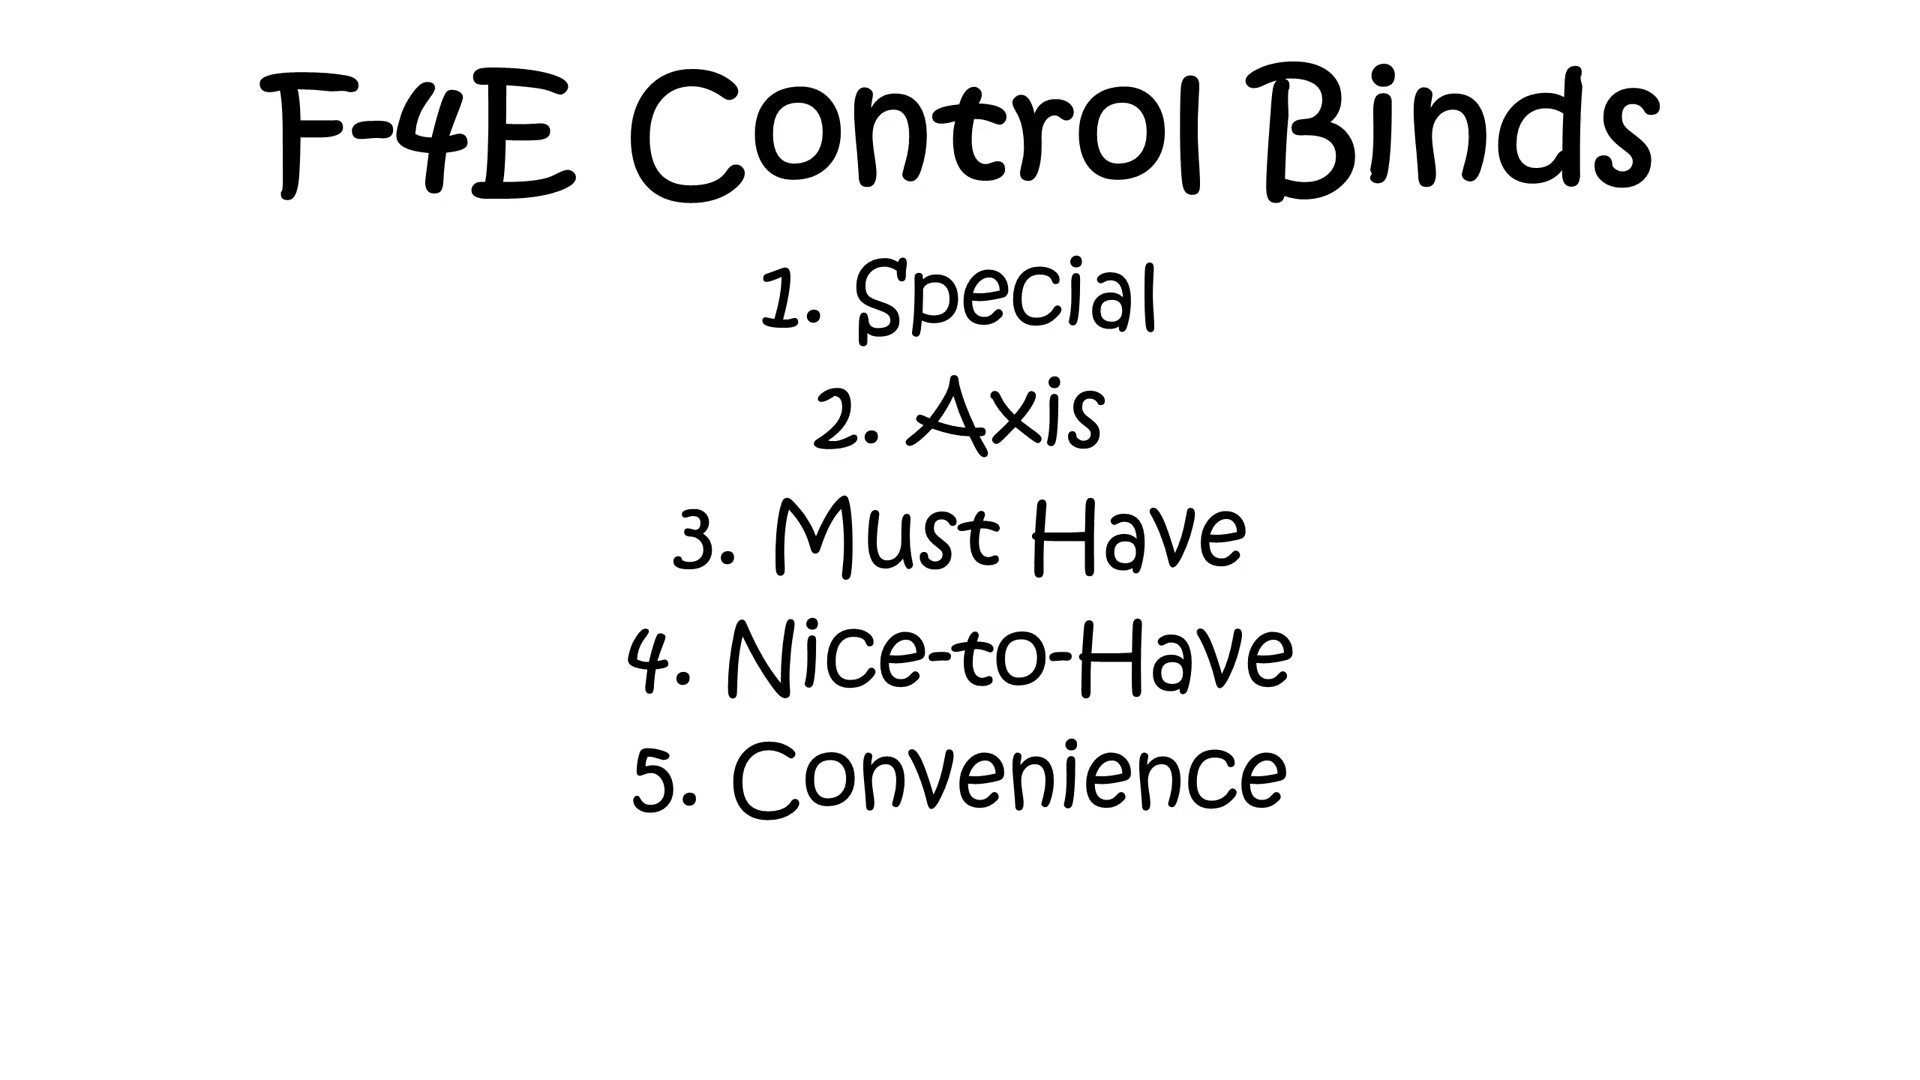 F-4E Control Binds
1. Special
2. Axis
3. Must Have
4. Nice-to-Have
5. Convenience